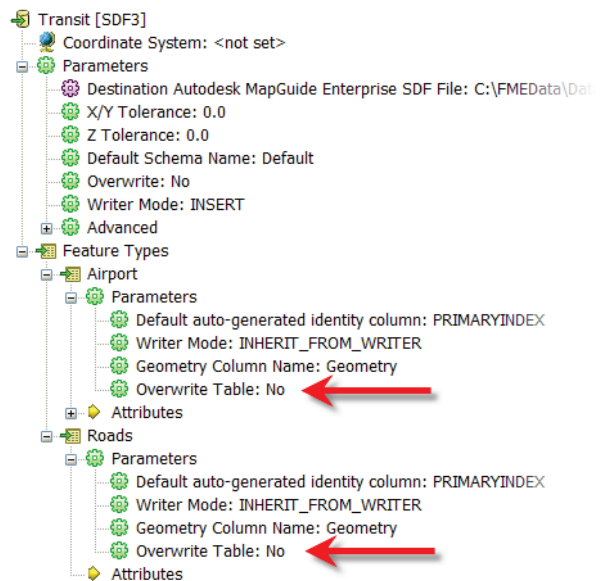 Transit [SDF3]
Coordinate System: <not set>
Parameters
Destination Autodesk MapGuide Enterprise SDF File: C:\FMEData\Dat
X/Y Tolerance: 0.0
Z Tolerance: 0.0
Default Schema Name: Default
Overwrite: No
Writer Mode: INSERT
Advanced
Feature Types
Airport
Parameters
Default auto-generated identity column: PRIMARYINDEX
Writer Mode: INHERIT_FROM_WRITER
Geometry Column Name: Geometry
Overwrite Table: No
Attributes
Roads
Parameters
Default auto-generated identity column: PRIMARYINDEX
Writer Mode: INHERIT_FROM_WRITER
Geometry Column Name: Geometry
Overwrite Table: No
Attributes